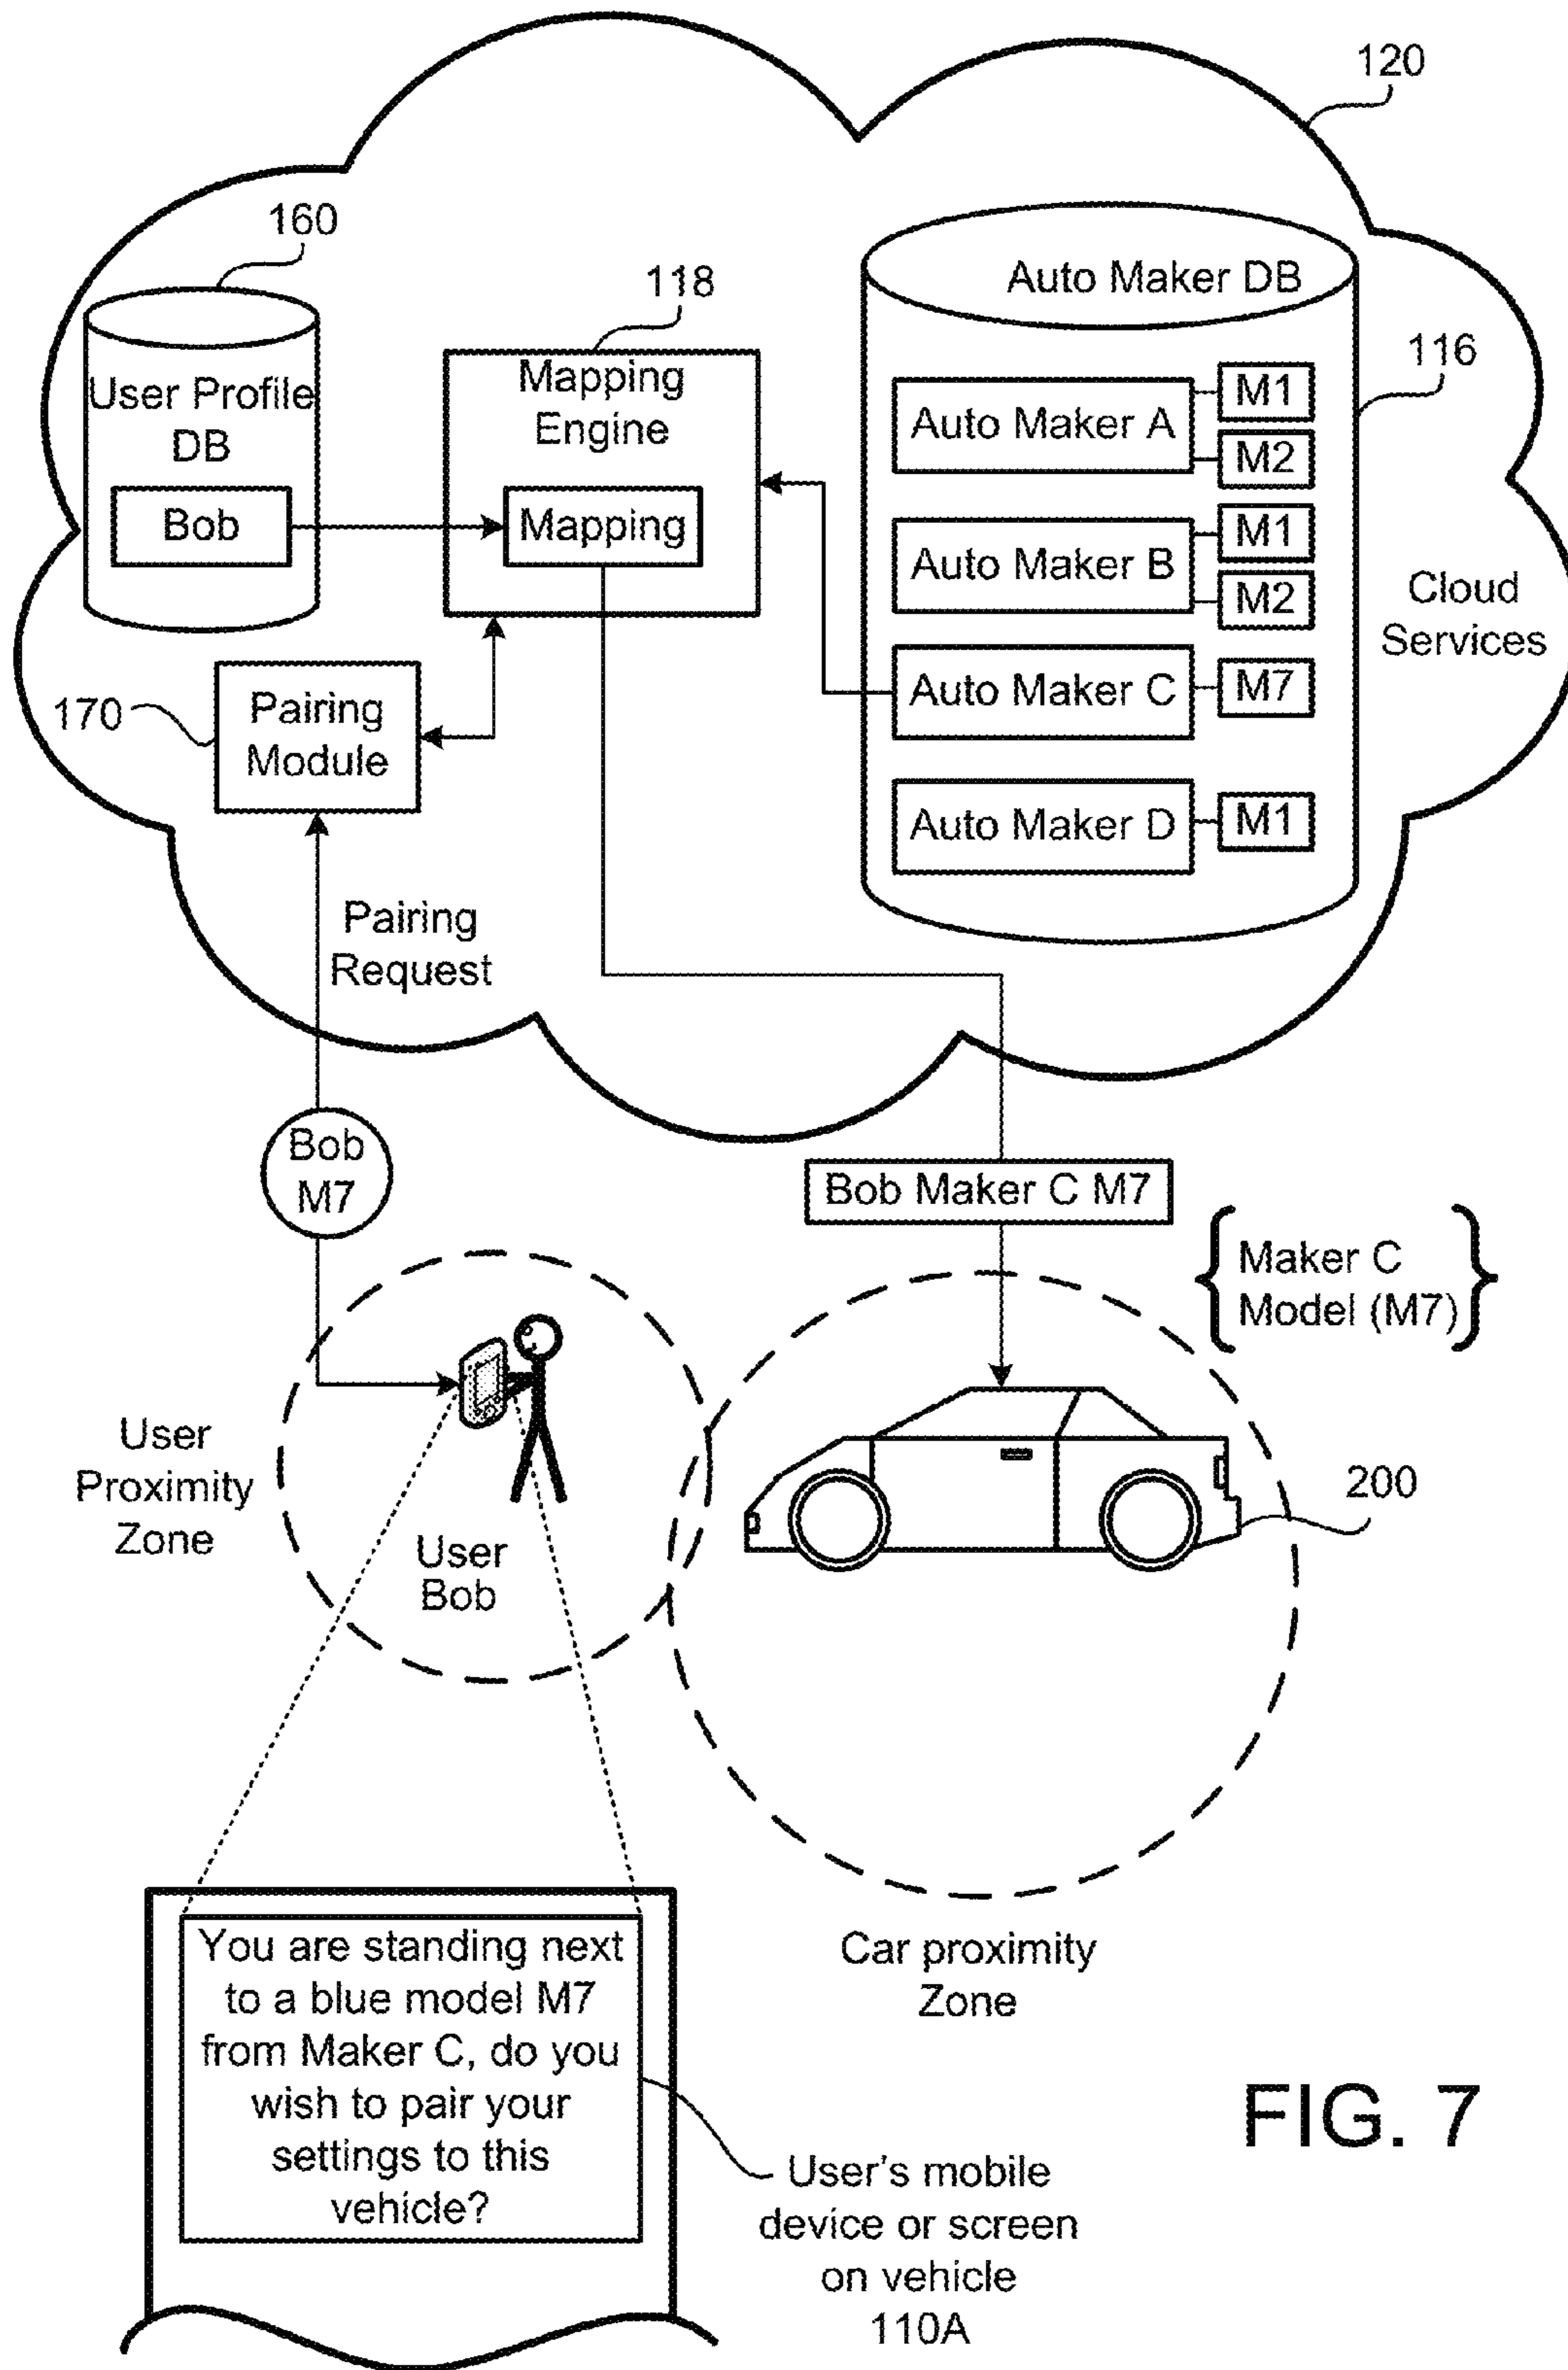 120
160
118
Auto Maker DB
116
User Profile
DB
Bob
Mapping
Engine
Mapping
Auto Maker A
M1
M2
Auto Maker B
M1
M2
Auto Maker C
M7
Auto Maker D
M1
Cloud
Services
170
Pairing
Module
Pairing
Request
Bob
M7
Bob Maker C M7
Maker C
Model (M7)
User
Proximity
Zone
User
Bob
200
Car proximity
Zone
You are standing next
to a blue model M7
from Maker C, do you
wish to pair your
settings to this
vehicle?
User's mobile
device or screen
on vehicle
110A
FIG. 7